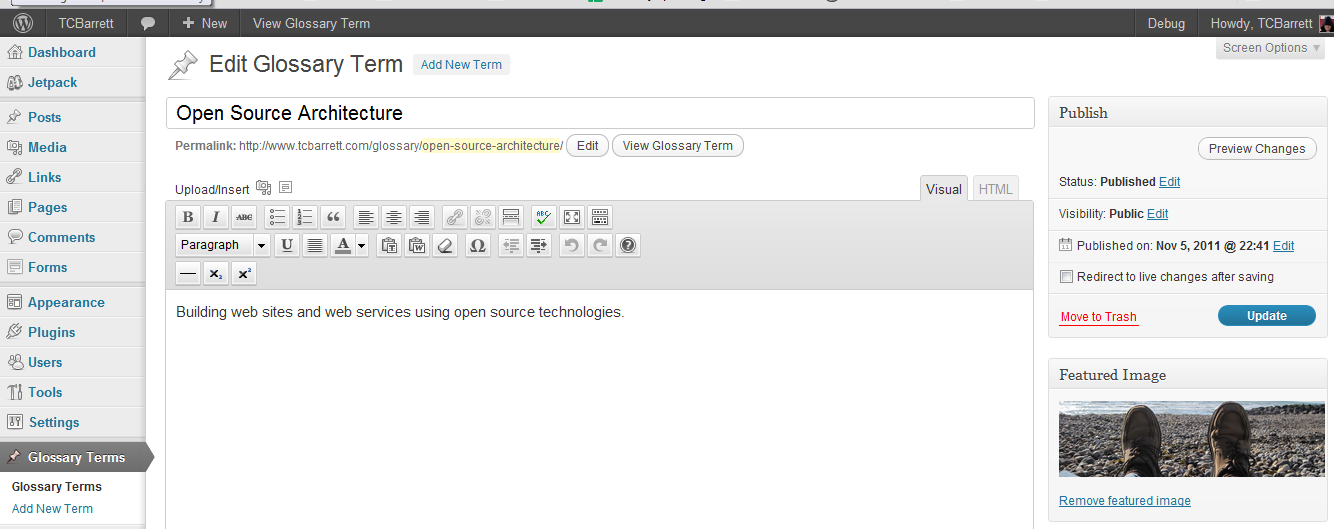 TCBarrett
New
View Glossary Term
Debug
Howdy, TCBarrett
Screen Options
Dashboard
Jetpack
Posts
Media
Links
Pages
Comments
Forms
Appearance
Plugins
Users
Tools
Settings
Glossary Terms
Glossary Terms
Add New Term
Edit Glossary Term Add New Term
Open Source Architecture
Permalink: http://www.tcbarrett.com/glossary/open-source-architecture/ Edit View Glossary Term
Upload/Insert
Visual HTML
B I ABC ABC
Paragraph U A T W Ω
x₂ x²
Building web sites and web services using open source technologies.
Publish
Preview Changes
Status: Published Edit
Visibility: Public Edit
Published on: Nov 5, 2011 @ 22:41 Edit
Redirect to live changes after saving
Move to Trash Update
Featured Image
Remove featured image